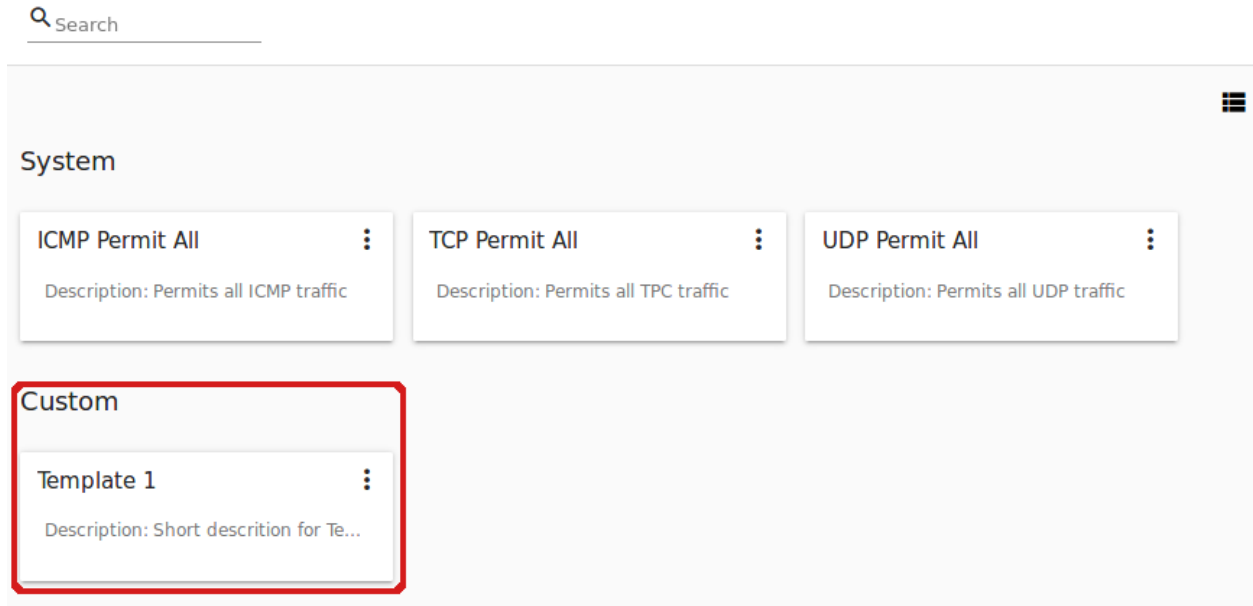 Search
System
ICMP Permit All
Description: Permits all ICMP traffic
TCP Permit All
Description: Permits all TPC traffic
UDP Permit All
Description: Permits all UDP traffic
Custom
Template 1
Description: Short descrition for Te...